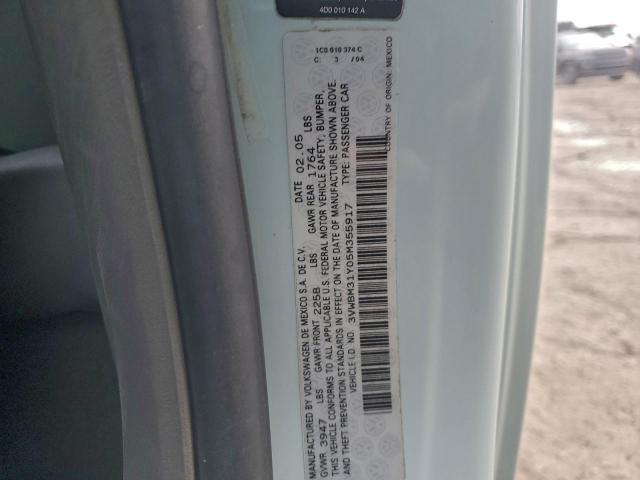 4D0 010 142 A
1C0 010 374 C
C 3 /04
MANUFACTURED BY VOLKSWAGEN DE MEXICO S.A. DE C.V. DATE 02.05
GVWR 3947 LBS GAWR FRONT 2258 LBS GAWR REAR 1764 LBS
THIS VEHICLE CONFORMS TO ALL APPLICABLE U.S. FEDERAL MOTOR VEHICLE SAFETY, BUMPER,
AND THEFT PREVENTION STANDARDS IN EFFECT ON THE DATE OF MANUFACTURE SHOWN ABOVE.
VEHICLE I.D. NO. 3VWBM31Y05M355917 TYPE: PASSENGER CAR
COUNTRY OF ORIGIN: MEXICO